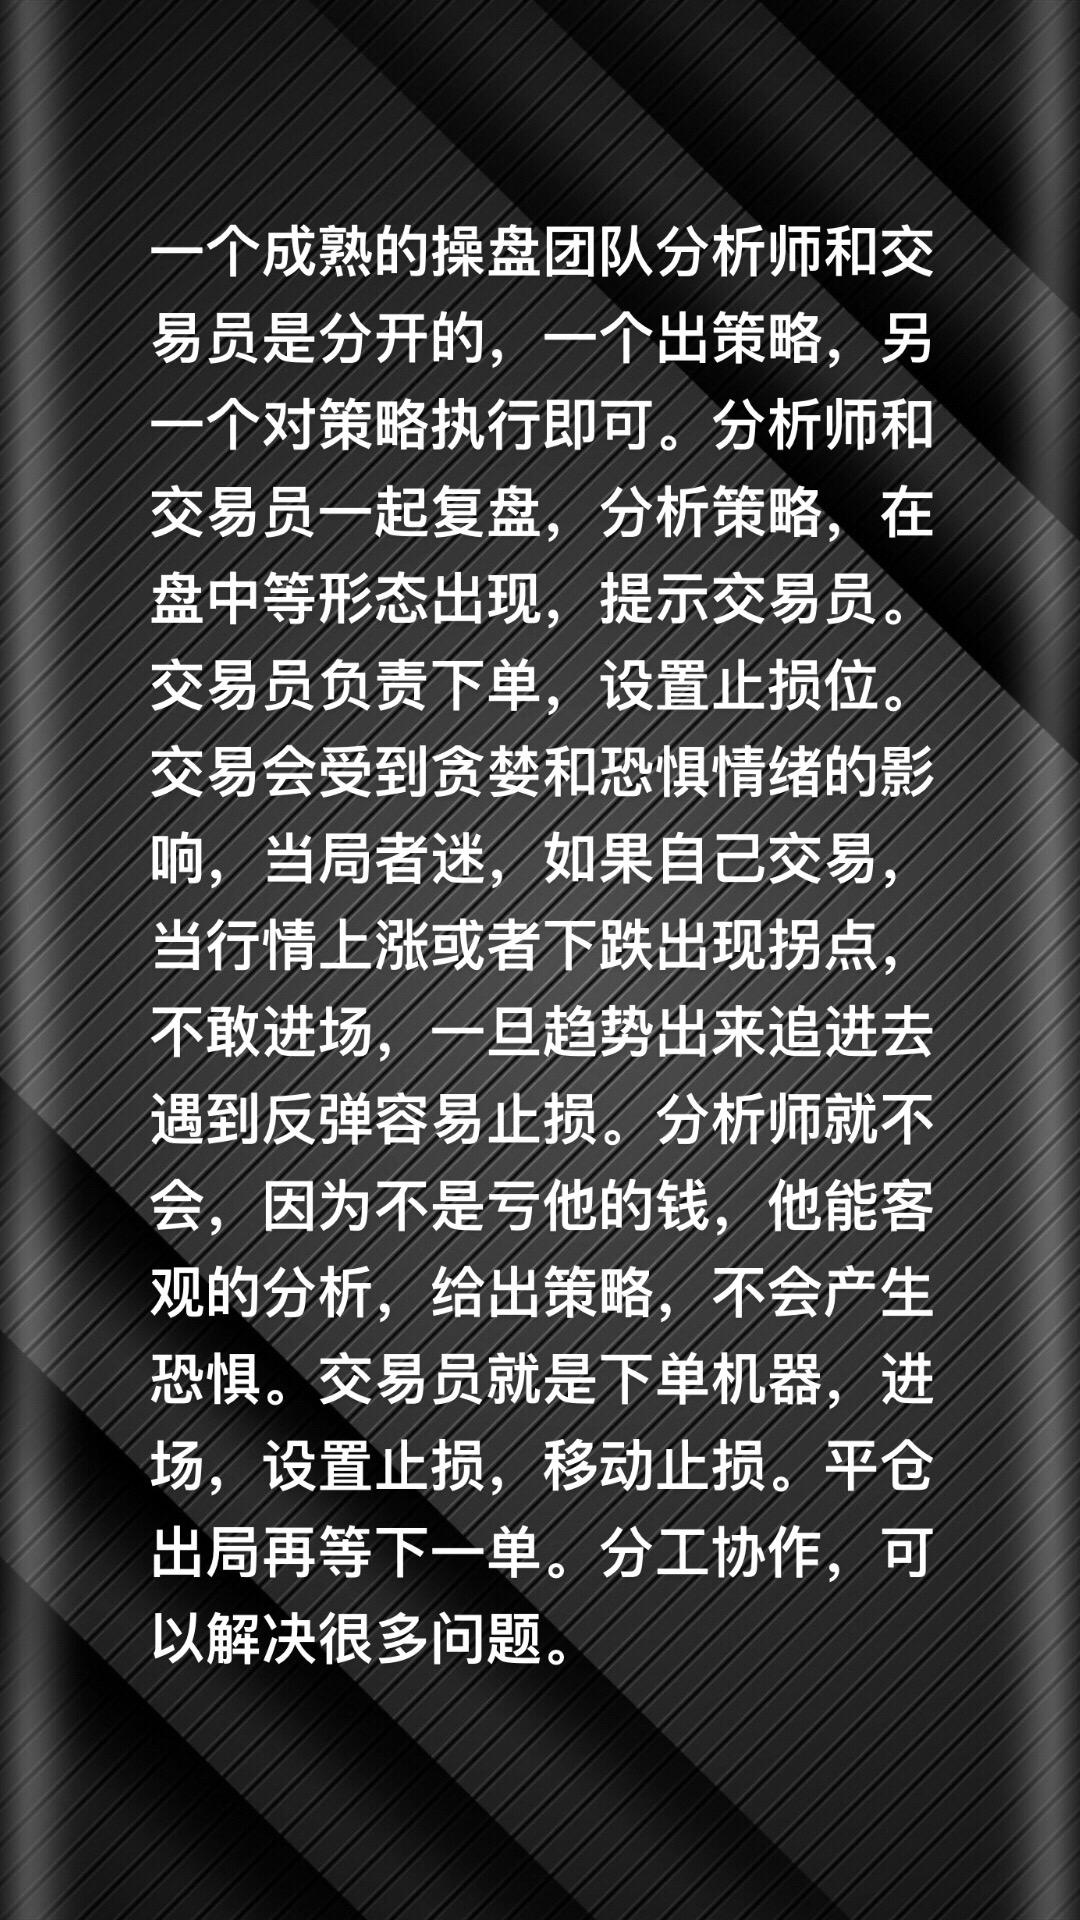 一个成熟的操盘团队分析师和交
易员是分开的，一个出策略，另
一个对策略执行即可。分析师和
交易员一起复盘，分析策略，在
盘中等形态出现，提示交易员。
交易员负责下单，设置止损位。
交易会受到贪婪和恐惧情绪的影
响，当局者迷，如果自己交易，
当行情上涨或者下跌出现拐点，
不敢进场，一旦趋势出来追进去
遇到反弹容易止损。分析师就不
会，因为不是亏他的钱，他能客
观的分析，给出策略，不会产生
恐惧。交易员就是下单机器，进
场，设置止损，移动止损。平仓
出局再等下一单。分工协作，可
以解决很多问题。